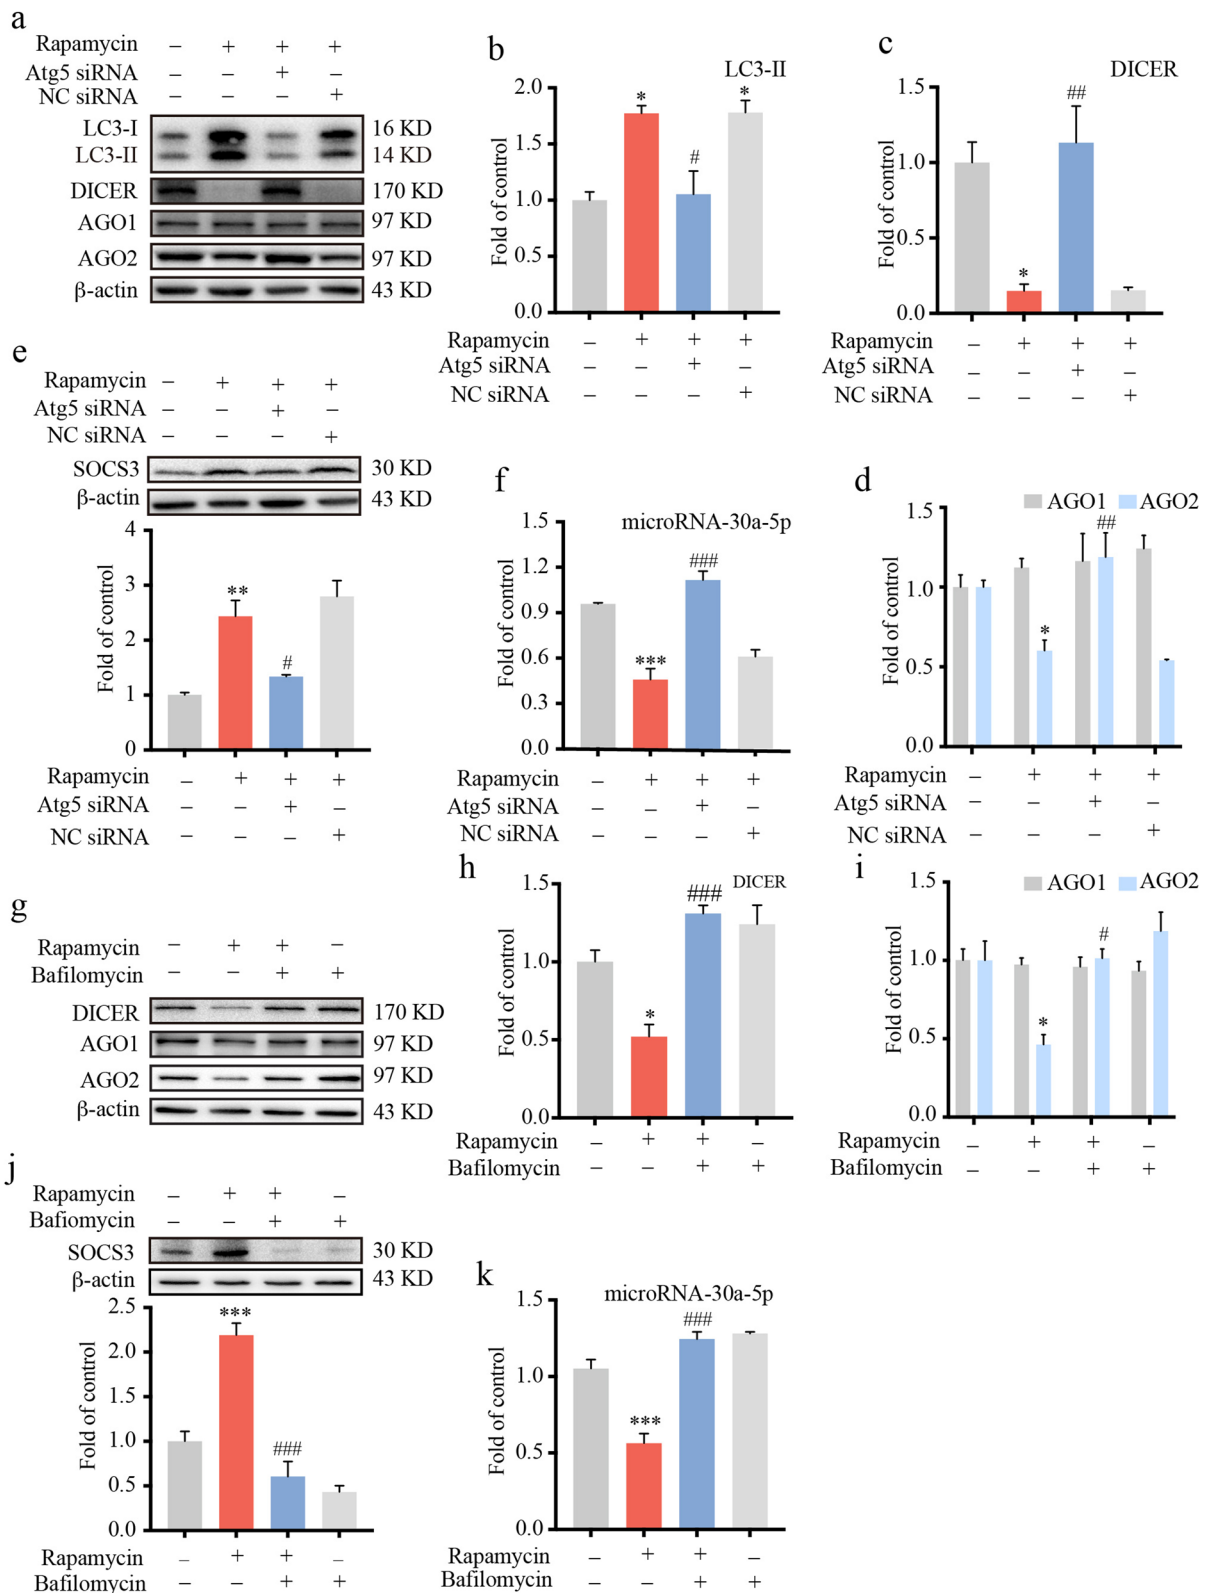 a
Rapamycin – + + +
Atg5 siRNA – – + –
NC siRNA – – – +
LC3-I 16 KD
LC3-II 14 KD
DICER 170 KD
AGO1 97 KD
AGO2 97 KD
β-actin 43 KD
b
LC3-II
Fold of control
2.0
1.5
1.0
0.5
0.0
* # *
Rapamycin – + + +
Atg5 siRNA – – + –
NC siRNA – – – +
c
DICER
Fold of control
1.5
1.0
0.5
0.0
* ##
Rapamycin – + + +
Atg5 siRNA – – + –
NC siRNA – – – +
e
Rapamycin – + + +
Atg5 siRNA – – + –
NC siRNA – – – +
SOCS3 30 KD
β-actin 43 KD
Fold of control
4
3
2
1
0
** #
Rapamycin – + + +
Atg5 siRNA – – + –
NC siRNA – – – +
f
microRNA-30a-5p
Fold of control
1.5
1.2
0.9
0.6
0.3
0.0
*** ###
Rapamycin – + + +
Atg5 siRNA – – + –
NC siRNA – – – +
d
AGO1 AGO2
Fold of control
1.5
1.0
0.5
0.0
* ##
Rapamycin – + + +
Atg5 siRNA – – + –
NC siRNA – – – +
g
Rapamycin – + + –
Bafilomycin – – + +
DICER 170 KD
AGO1 97 KD
AGO2 97 KD
β-actin 43 KD
h
DICER
Fold of control
1.5
1.0
0.5
0.0
* ###
Rapamycin – + + –
Bafilomycin – – + +
i
AGO1 AGO2
Fold of control
1.5
1.0
0.5
0.0
* #
Rapamycin – + + –
Bafilomycin – – + +
j
Rapamycin – + + –
Bafiomycin – – + +
SOCS3 30 KD
β-actin 43 KD
Fold of control
2.5
2.0
1.5
1.0
0.5
0.0
*** ###
Rapamycin – + + –
Bafilomycin – – + +
k
microRNA-30a-5p
Fold of control
1.5
1.0
0.5
0.0
*** ###
Rapamycin – + + –
Bafilomycin – – + +